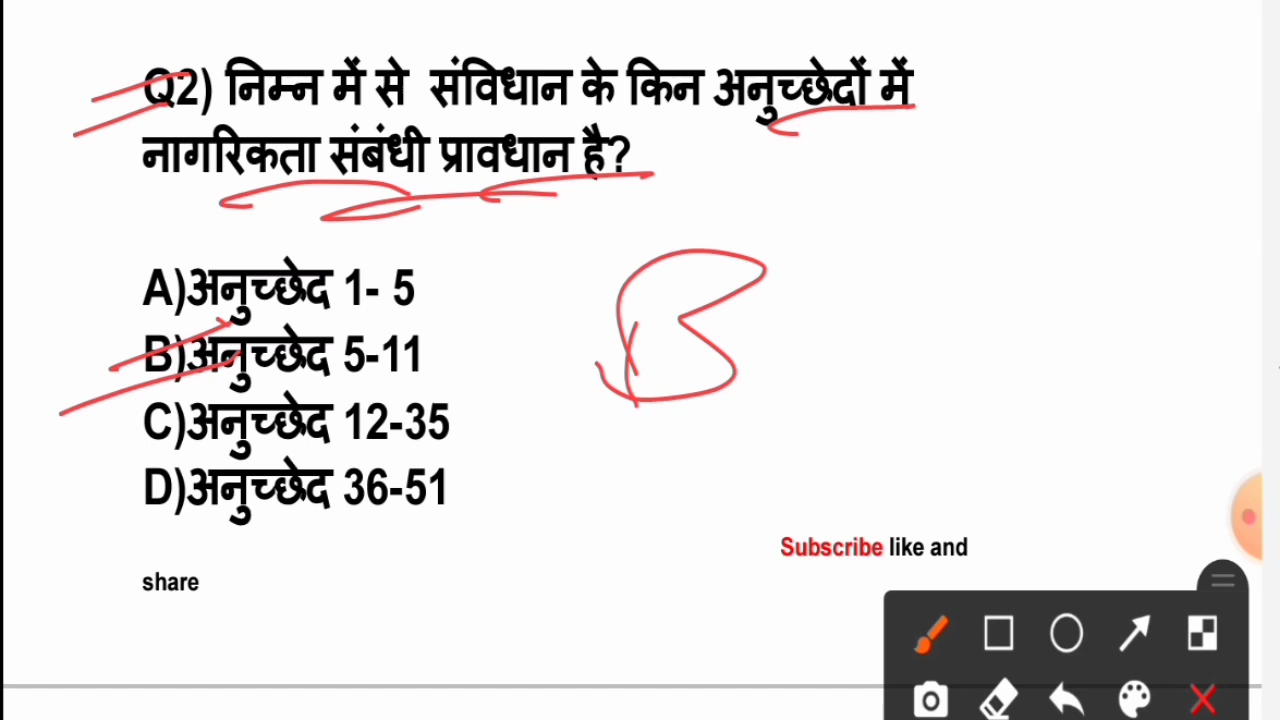 Q2) निम्न में से संविधान के किन अनुच्छेदों में
नागरिकता संबंधी प्रावधान है?
A)अनुच्छेद 1- 5
B)अनुच्छेद 5-11
B
C)अनुच्छेद 12-35
D)अनुच्छेद 36-51
Subscribe like and
share